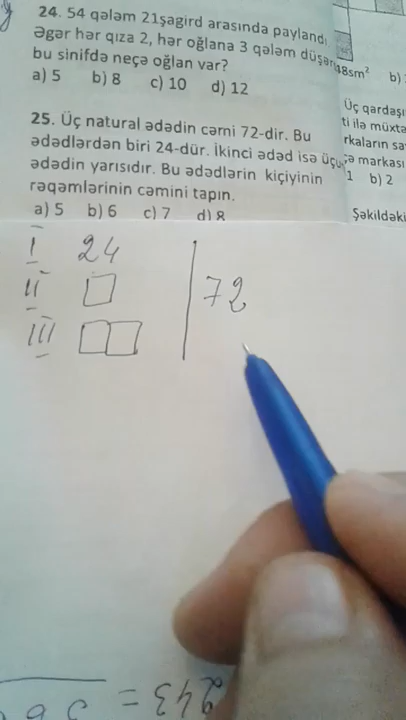 24. 54 qələm 21şagird arasında paylandı
Əgər hər qıza 2, hər oğlana 3 qələm düşərsə
bu sinifdə neçə oğlan var?
a) 5 b) 8 c) 10 d) 12
25. Üç natural ədədin cəmi 72-dir. Bu
ədədlərdən biri 24-dür. İkinci ədəd isə üçü
ədədin yarısıdır. Bu ədədlərin kiçiyinin
rəqəmlərinin cəmini tapın.
a) 5 b) 6 c) 7 d) 8
48sm² b)
Üç qardaşı
ti ilə müxtə
rkaların sa
markası
1 b) 2
Şəkildəki
I 24
II
III
72
243 =